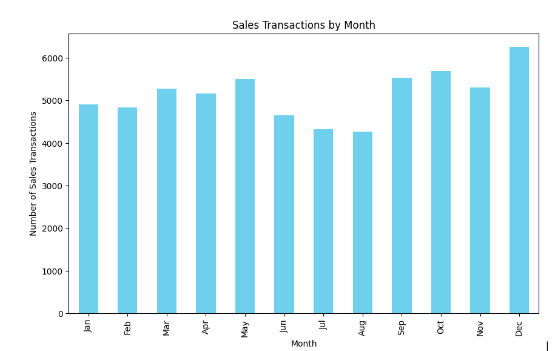 Sales Transactions by Month
Number of Sales Transactions
6000
5000
4000
3000
2000
1000
0
Jan
Feb
Mar
Apr
May
Jun
Jul
Aug
Sep
Oct
Nov
Dec
Month